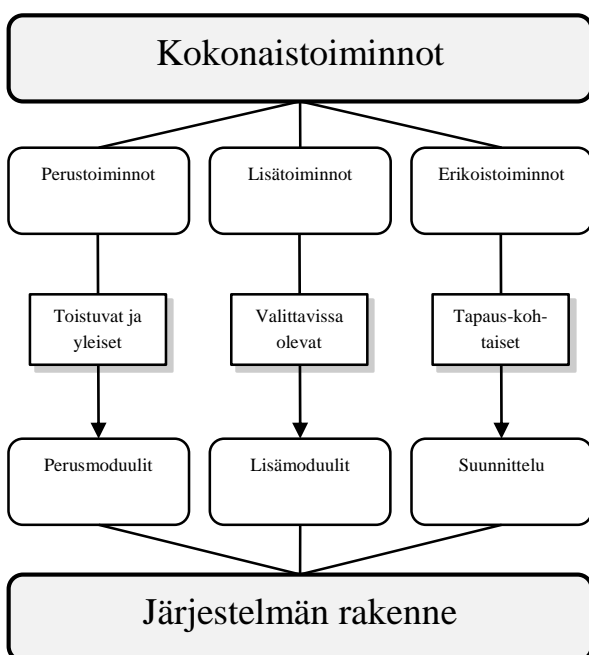 Kokonaistoiminnot
Perustoiminnot
Lisätoiminnot
Erikoistoiminnot
Toistuvat ja
yleiset
Valittavissa
olevat
Tapaus-koh-
taiset
Perusmoduulit
Lisämoduulit
Suunnittelu
Järjestelmän rakenne